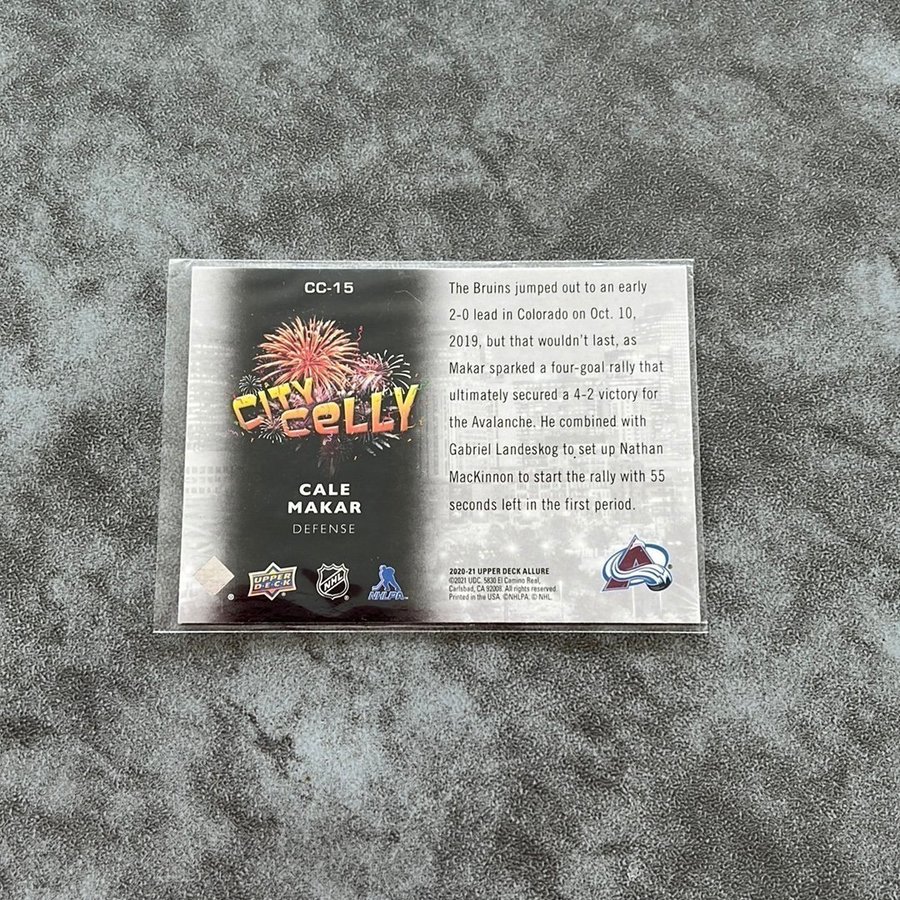 CC-15
CITY
CELLY
CALE
MAKAR
DEFENSE
UPPER
DECK
NHL
NHLPA
The Bruins jumped out to an early
2-0 lead in Colorado on Oct. 10,
2019, but that wouldn't last, as
Makar sparked a four-goal rally that
ultimately secured a 4-2 victory for
the Avalanche. He combined with
Gabriel Landeskog to set up Nathan
MacKinnon to start the rally with 55
seconds left in the first period.
2020-21 UPPER DECK ALLURE
©2021 UDC. 5830 El Camino Real,
Carlsbad, CA 92008. All rights reserved.
Printed in the USA. ©NHLPA. © NHL.